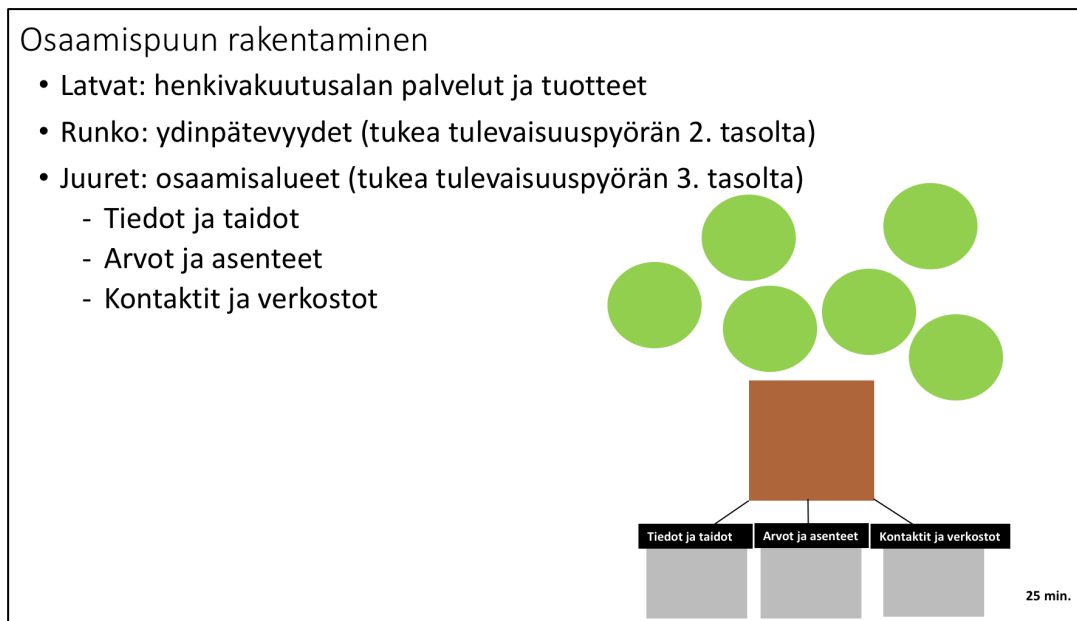 Osaamispuun rakentaminen
• Latvat: henkivakuutusalan palvelut ja tuotteet
• Runko: ydinpätevyydet (tukea tulevaisuuspyörän 2. tasolta)
• Juuret: osaamisalueet (tukea tulevaisuuspyörän 3. tasolta)
- Tiedot ja taidot
- Arvot ja asenteet
- Kontaktit ja verkostot
Tiedot ja taidot
Arvot ja asenteet
Kontaktit ja verkostot
25 min.